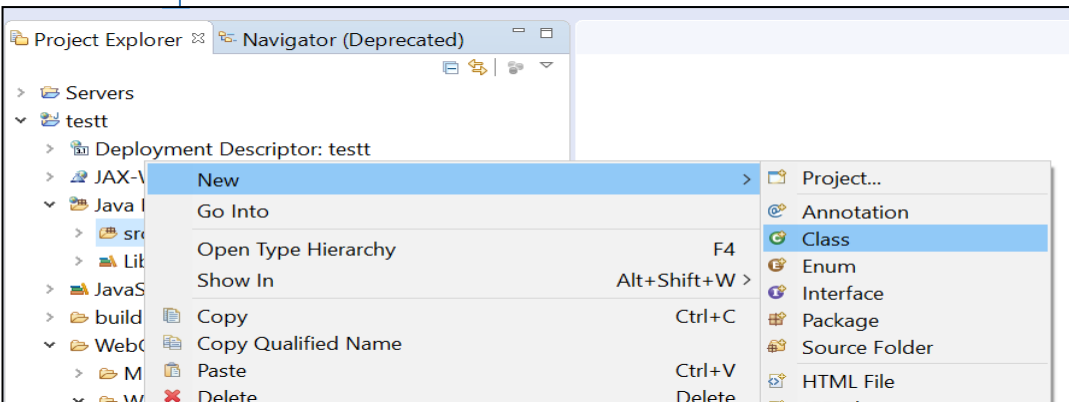 Project Explorer Navigator (Deprecated)
Servers
testt
Deployment Descriptor: testt
JAX-
Java
src
Lib
JavaS
build
Web
M
W
New
Go Into
Open Type Hierarchy F4
Show In Alt+Shift+W
Copy Ctrl+C
Copy Qualified Name
Paste Ctrl+V
Delete Delete
Project...
Annotation
Class
Enum
Interface
Package
Source Folder
HTML File